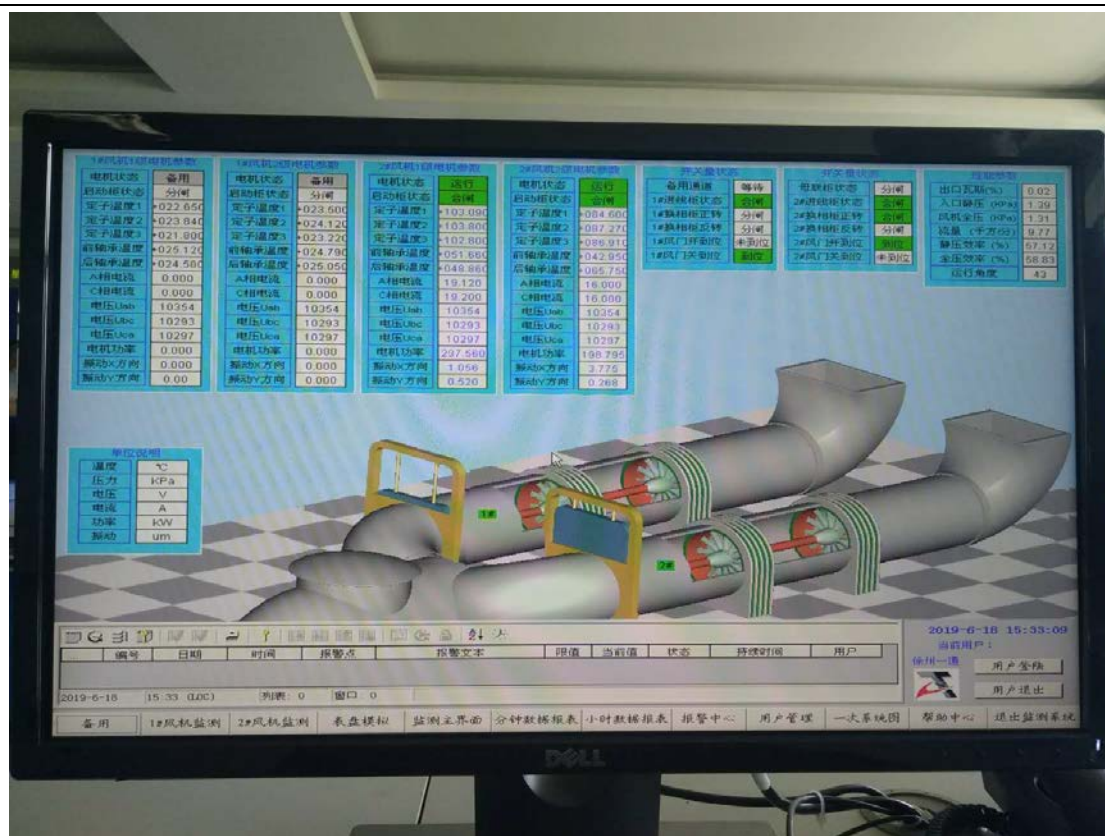 1#风机1级电机参数
电机状态 备用
启动柜状态 分闸
定子温度1 +022.650
定子温度2 +023.840
定子温度3 +021.800
前轴承温度 +025.120
后轴承温度 +024.580
A相电流 0.000
C相电流 0.000
电压Uab 10354
电压Ubc 10293
电压Uca 10297
电机功率 0.000
振动X方向 0.000
振动Y方向 0.00
1#风机2级电机参数
电机状态 备用
启动柜状态 分闸
定子温度1 +023.500
定子温度2 +024.120
定子温度3 +023.220
前轴承温度 +024.790
后轴承温度 +025.050
A相电流 0.000
C相电流 0.000
电压Uab 10354
电压Ubc 10293
电压Uca 10297
电机功率 0.000
振动X方向 0.000
振动Y方向 0.000
2#风机1级电机参数
电机状态 运行
启动柜状态 合闸
定子温度1 +103.090
定子温度2 +103.800
定子温度3 +102.800
前轴承温度 +051.660
后轴承温度 +048.860
A相电流 19.120
C相电流 19.200
电压Uab 10354
电压Ubc 10293
电压Uca 10297
电机功率 297.560
振动X方向 1.056
振动Y方向 0.520
2#风机2级电机参数
电机状态 运行
启动柜状态 合闸
定子温度1 +084.600
定子温度2 +087.270
定子温度3 +086.910
前轴承温度 +042.950
后轴承温度 +065.750
A相电流 16.000
C相电流 16.000
电压Uab 10354
电压Ubc 10293
电压Uca 10297
电机功率 198.795
振动X方向 3.775
振动Y方向 0.268
开关量状态
备用通道 等待
1#进线柜状态 合闸
1#换相柜正转 分闸
1#换相柜反转 分闸
1#风门开到位 未到位
1#风门关到位 到位
开关量状态
母联柜状态 分闸
2#进线柜状态 合闸
2#换相柜正转 合闸
2#换相柜反转 分闸
2#风门开到位 到位
2#风门关到位 未到位
性能参数
出口瓦斯(%) 0.02
入口静压 (KPa) 1.39
风机全压 (KPa) 1.31
流量 (千方/分) 9.77
静压效率 (%) 57.12
全压效率 (%) 58.83
运行角度 43
单位说明
温度 ℃
压力 KPa
电压 V
电流 A
功率 KW
振动 um
1#
2#
编号 日期 时间 报警点 报警文本 限值 当前值 状态 持续时间 用户
2019-6-18 15:33 (LOC) 列表: 0 窗口: 0
2019-6-18 15:33:09
当前用户:
徐州一通 用户登陆
用户退出
备用 1#风机监测 2#风机监测 表盘模拟 监测主界面 分钟数据报表 小时数据报表 报警中心 用户管理 一次系统图 帮助中心 退出监测系统
DELL